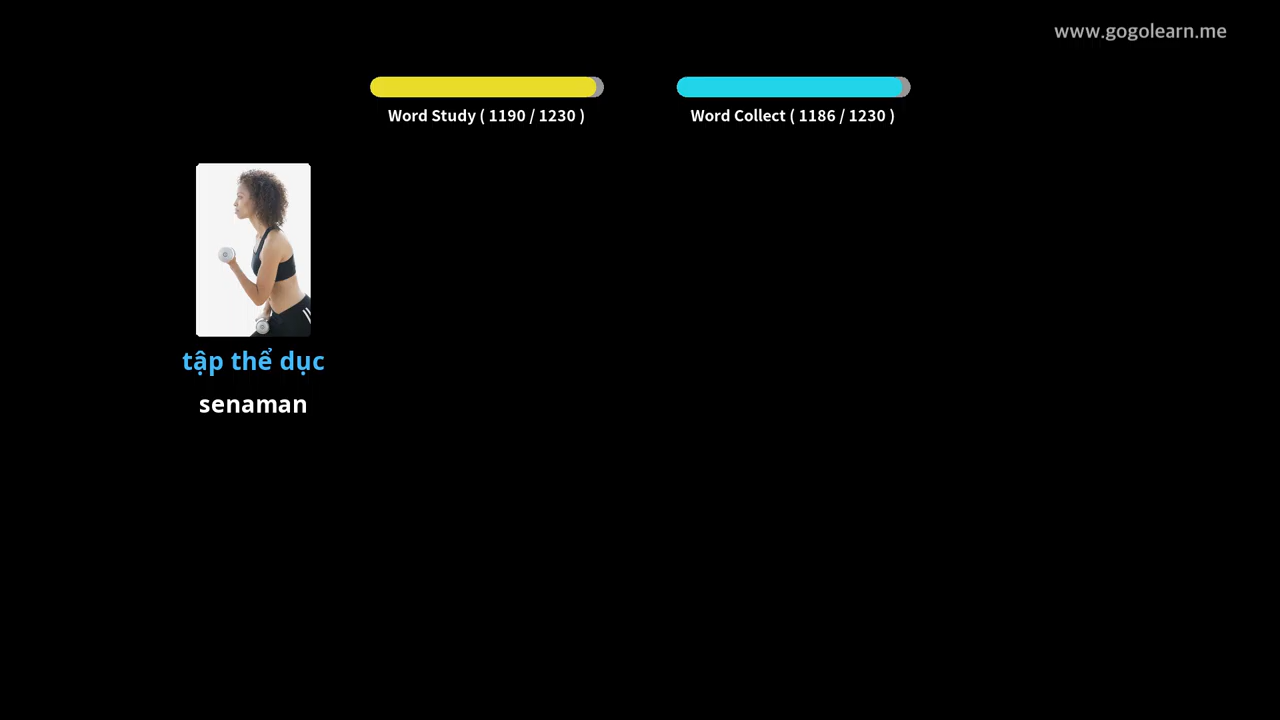 www.gogolearn.me
Word Study ( 1190 / 1230 )
Word Collect ( 1186 / 1230 )
tập thể dục
senaman